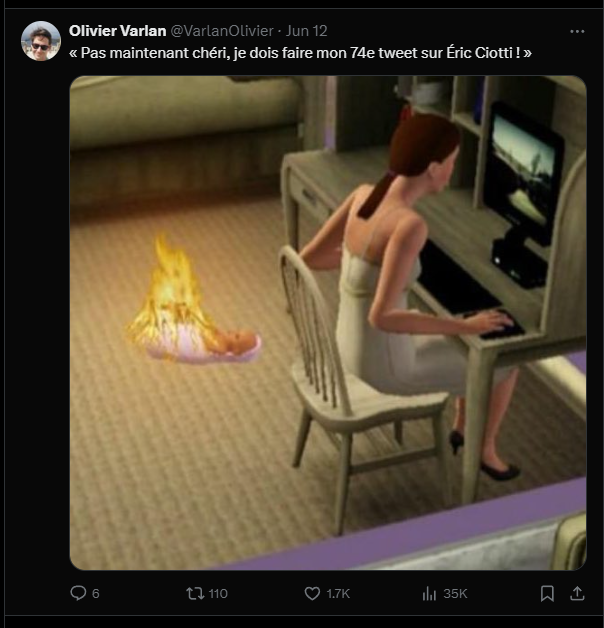 Olivier Varlan @VarlanOlivier · Jun 12
« Pas maintenant chéri, je dois faire mon 74e tweet sur Éric Ciotti ! »
6 110 1.7K 35K